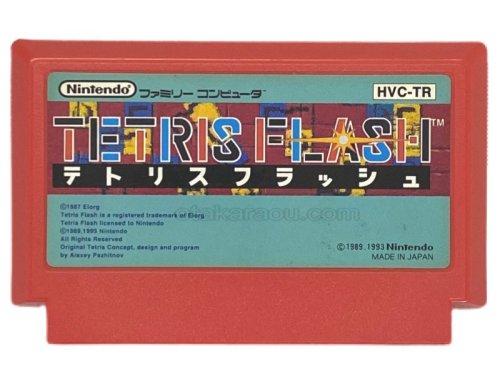 Nintendo ファミリー コンピュータ™
HVC-TR
TETRIS FLASH™
テトリスフラッシュ
©1987 Elorg
Tetris Flash is a registered trademark of Elorg
Tetris Flash licensed to Nintendo
©1989,1993 Nintendo
All Rights Reserved
Original Tetris Concept, design and program
by Alexey Pazhitnov
otakaraou.com
©1989,1993 Nintendo
MADE IN JAPAN